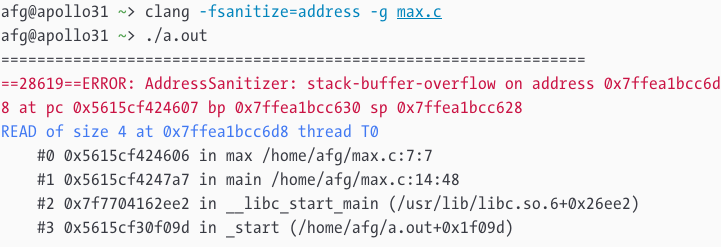 afg@apollo31 ~> clang -fsanitize=address -g max.c
afg@apollo31 ~> ./a.out
=================================================================
==28619==ERROR: AddressSanitizer: stack-buffer-overflow on address 0x7ffea1bcc6d
8 at pc 0x5615cf424607 bp 0x7ffea1bcc630 sp 0x7ffea1bcc628
READ of size 4 at 0x7ffea1bcc6d8 thread T0
    #0 0x5615cf424606 in max /home/afg/max.c:7:7
    #1 0x5615cf4247a7 in main /home/afg/max.c:14:48
    #2 0x7f7704162ee2 in __libc_start_main (/usr/lib/libc.so.6+0x26ee2)
    #3 0x5615cf30f09d in _start (/home/afg/a.out+0x1f09d)